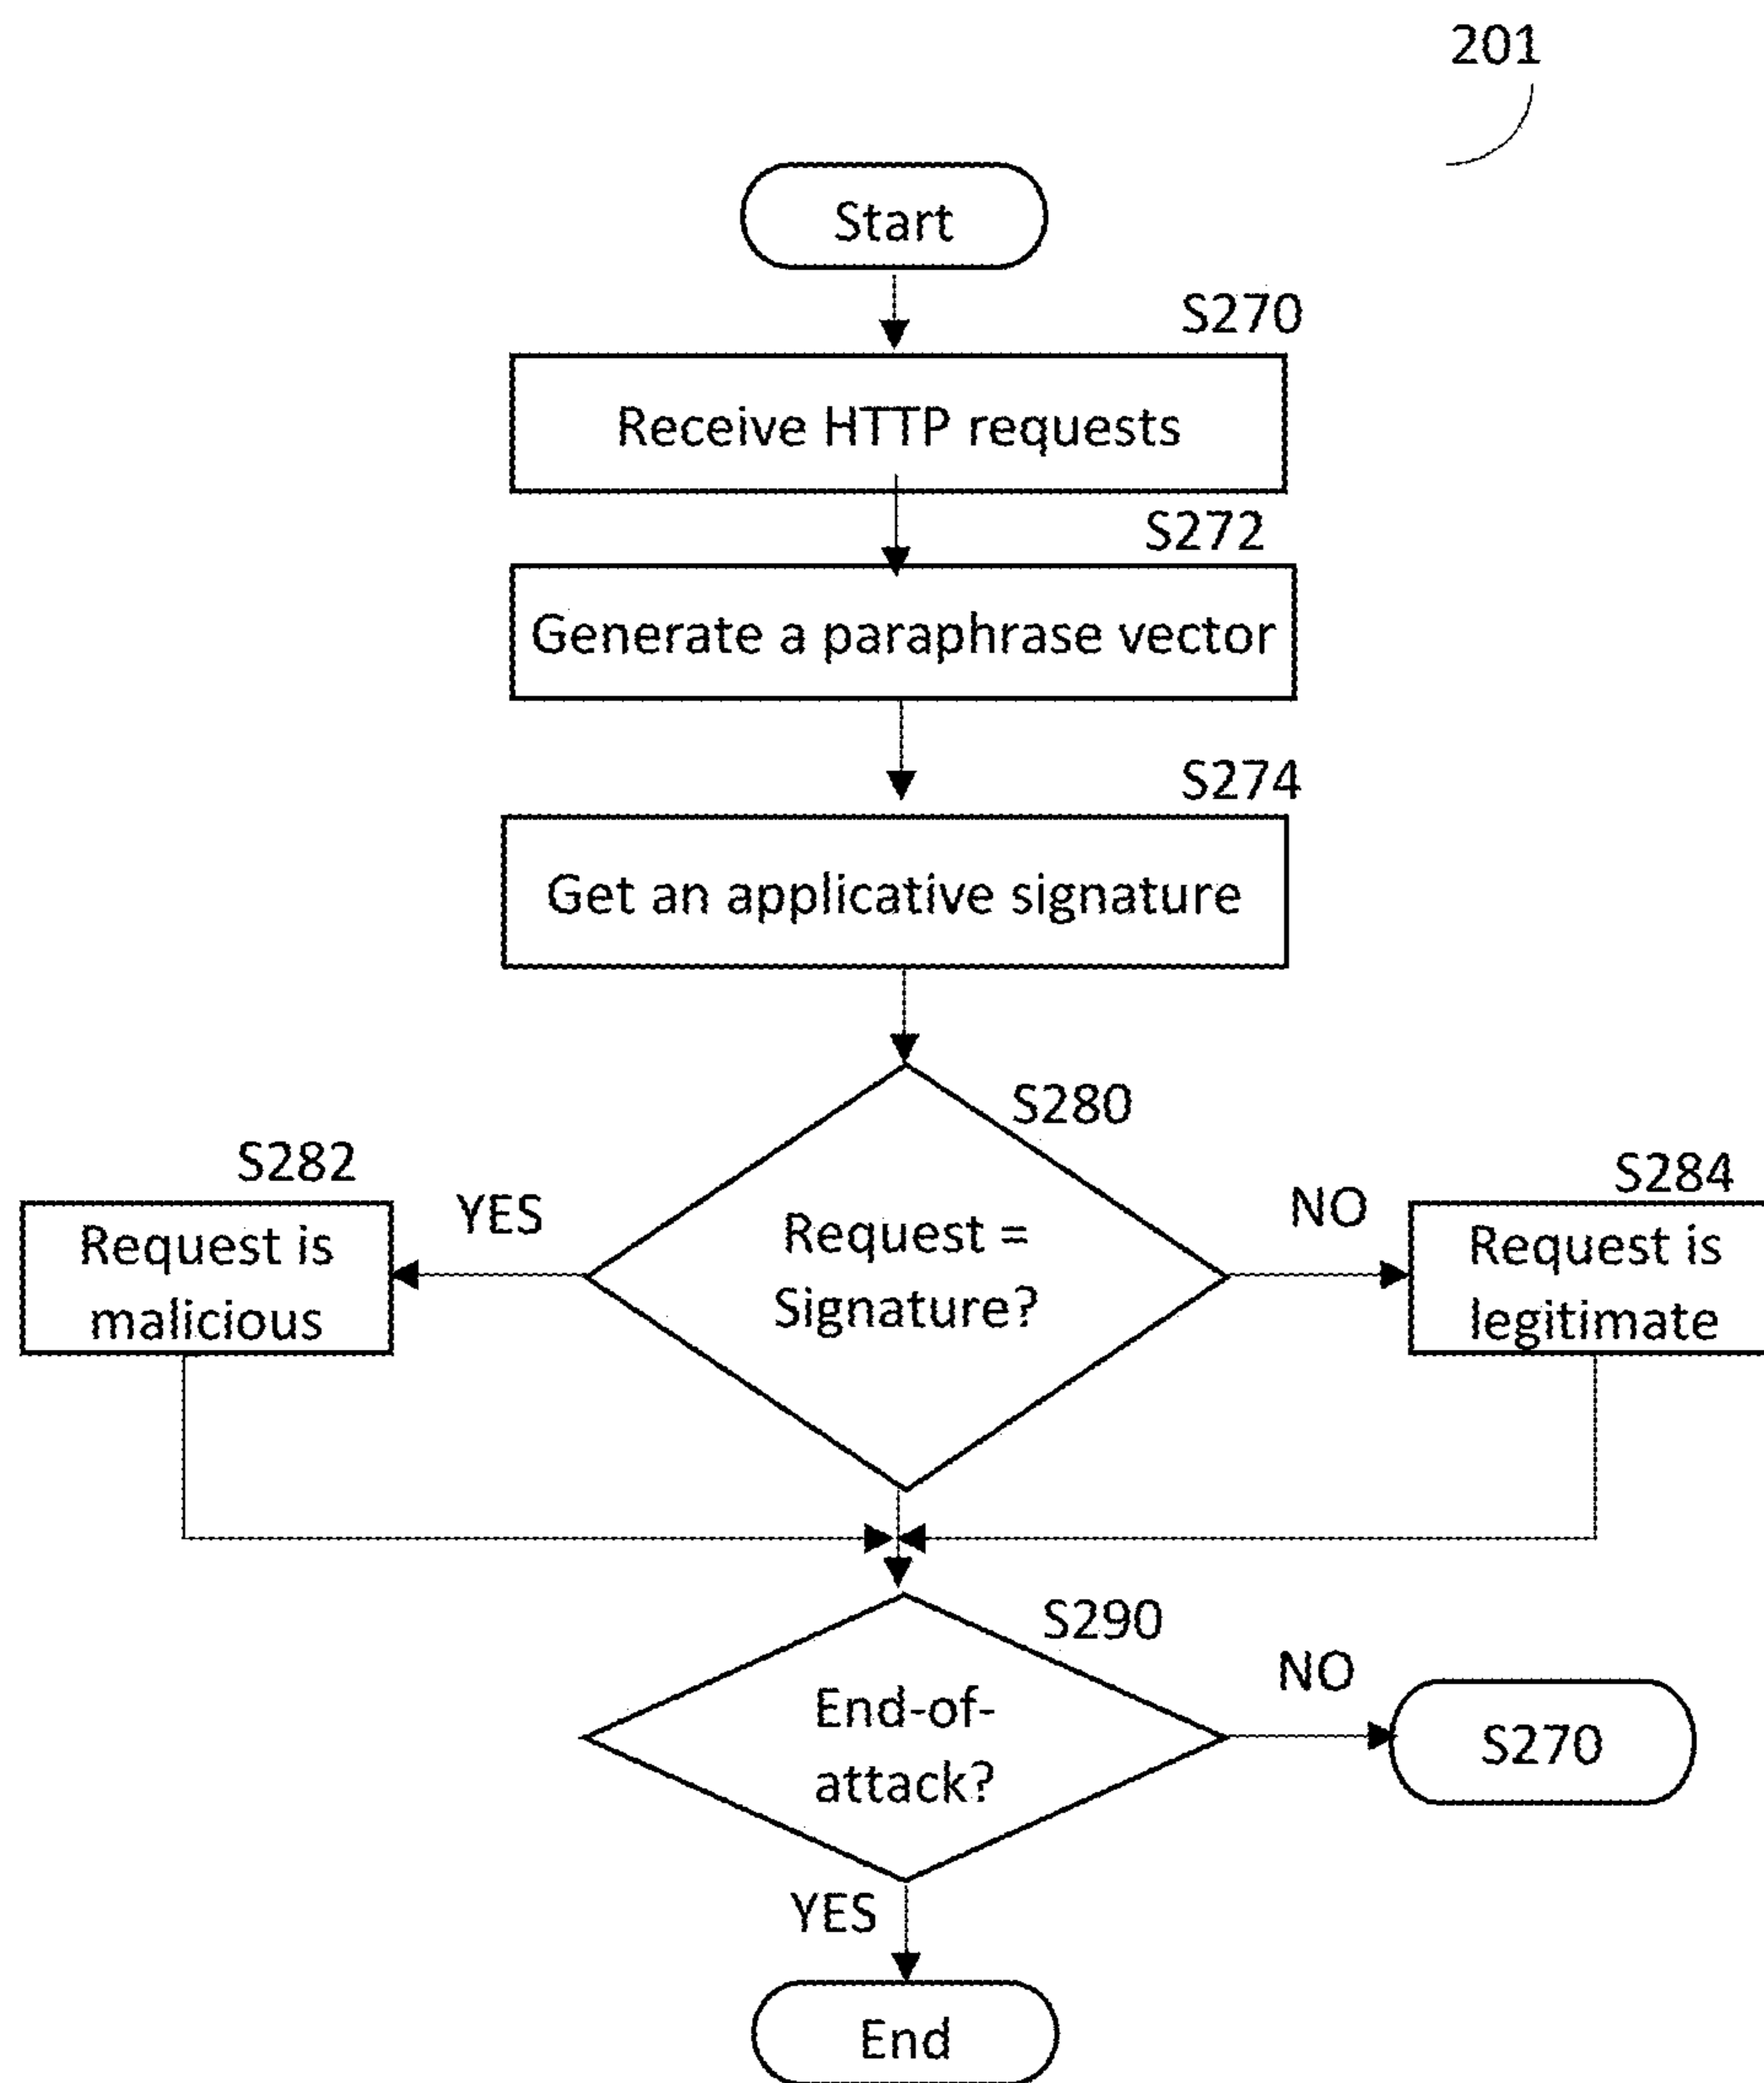 201
Start
S270
Receive HTTP requests
S272
Generate a paraphrase vector
S274
Get an applicative signature
S280
Request =
Signature?
S282
YES
Request is
malicious
NO
S284
Request is
legitimate
S290
End-of-
attack?
NO
S270
YES
End